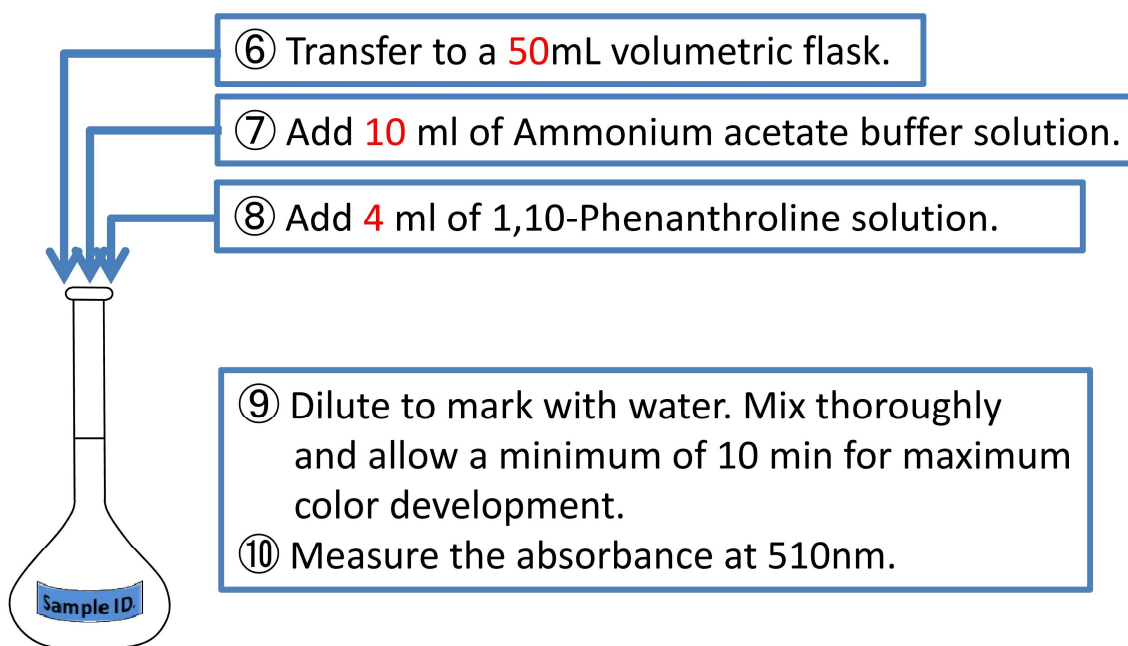 ⑥ Transfer to a 50mL volumetric flask.
⑦ Add 10 ml of Ammonium acetate buffer solution.
⑧ Add 4 ml of 1,10-Phenanthroline solution.
⑨ Dilute to mark with water. Mix thoroughly
and allow a minimum of 10 min for maximum
color development.
⑩ Measure the absorbance at 510nm.
Sample ID.